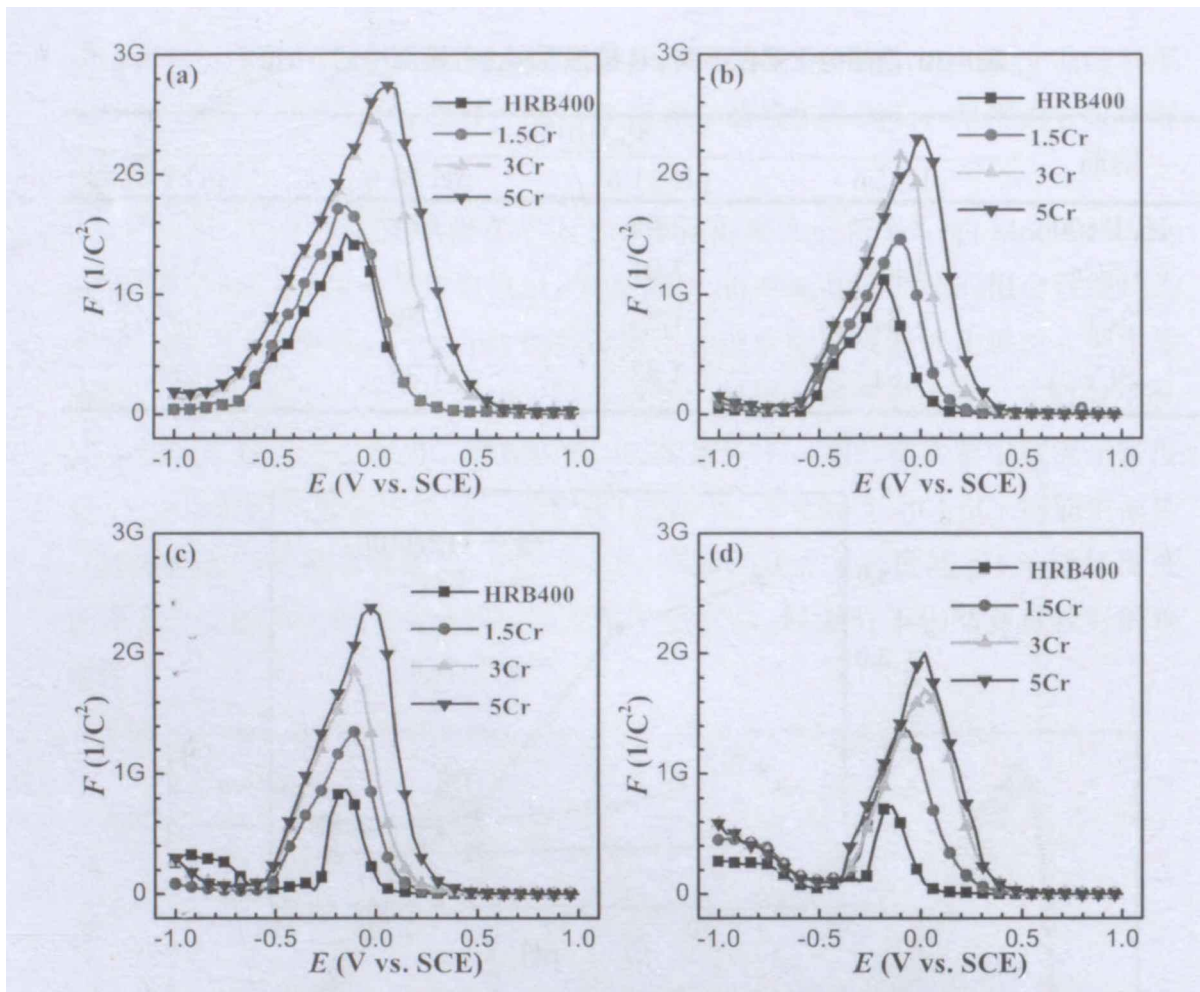 3G
(a)
HRB400
1.5Cr
3Cr
5Cr
2G
1G
0
F (1/C²)
-1.0 -0.5 0.0 0.5 1.0
E (V vs. SCE)
3G
(b)
HRB400
1.5Cr
3Cr
5Cr
2G
1G
0
F (1/C²)
-1.0 -0.5 0.0 0.5 1.0
E (V vs. SCE)
3G
(c)
HRB400
1.5Cr
3Cr
5Cr
2G
1G
0
F (1/C²)
-1.0 -0.5 0.0 0.5 1.0
E (V vs. SCE)
3G
(d)
HRB400
1.5Cr
3Cr
5Cr
2G
1G
0
F (1/C²)
-1.0 -0.5 0.0 0.5 1.0
E (V vs. SCE)